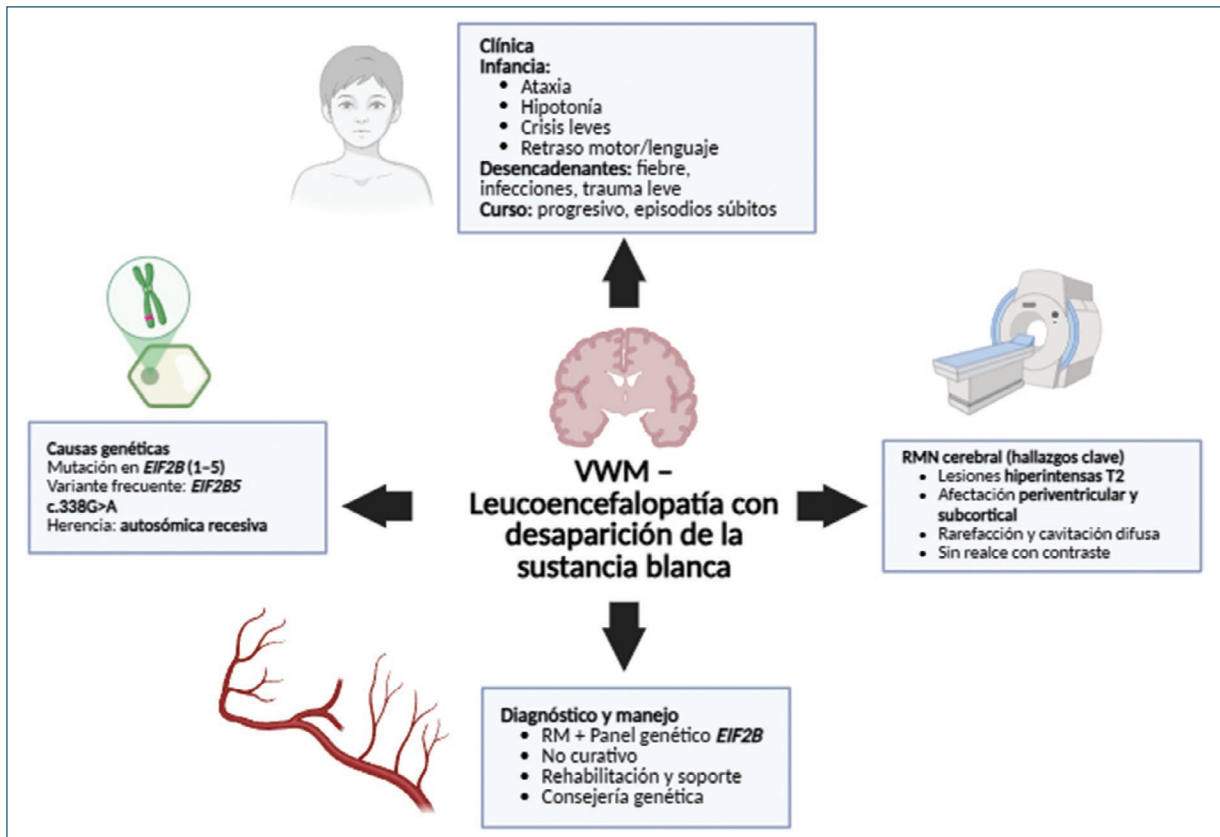 Clínica
Infancia:
• Ataxia
• Hipotonía
• Crisis leves
• Retraso motor/lenguaje
Desencadenantes: fiebre,
infecciones, trauma leve
Curso: progresivo, episodios súbitos
Causas genéticas
Mutación en EIF2B (1–5)
Variante frecuente: EIF2B5
c.338G>A
Herencia: autosómica recesiva
VWM –
Leucoencefalopatía con
desaparición de la
sustancia blanca
RMN cerebral (hallazgos clave)
• Lesiones hiperintensas T2
• Afectación periventricular y
subcortical
• Rarefacción y cavitación difusa
• Sin realce con contraste
Diagnóstico y manejo
• RM + Panel genético EIF2B
• No curativo
• Rehabilitación y soporte
• Consejería genética